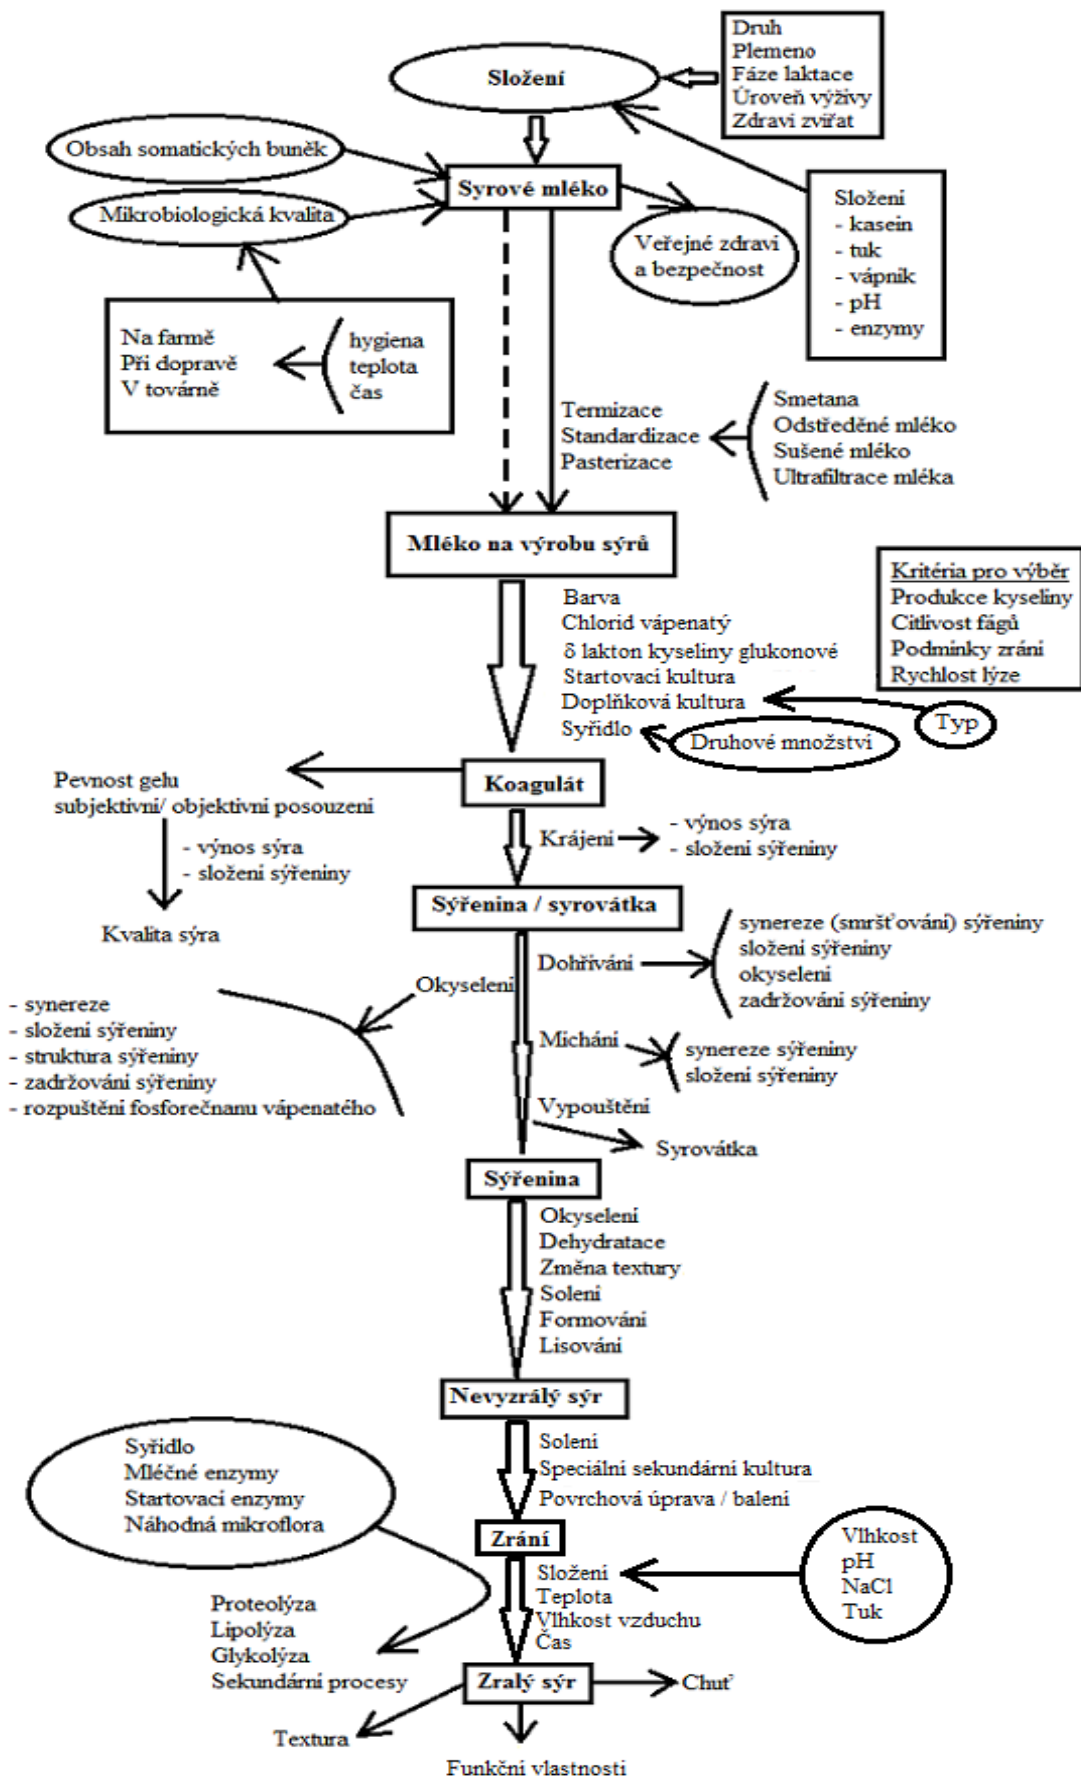 Druh
Plemeno
Fáze laktace
Úroveň výživy
Zdraví zvířat
Složení
Obsah somatických buněk
Syrové mléko
Mikrobiologická kvalita
Veřejné zdraví
a bezpečnost
Složení
- kasein
- tuk
- vápník
- pH
- enzymy
Na farmě
Při dopravě
V továrně
hygiena
teplota
čas
Termizace
Standardizace
Pasterizace
Smetana
Odstředěné mléko
Sušené mléko
Ultrafiltrace mléka
Mléko na výrobu sýrů
Kritéria pro výběr
Produkce kyseliny
Citlivost fágů
Podmínky zrání
Rychlost lýze
Barva
Chlorid vápenatý
δ lakton kyseliny glukonové
Startovací kultura
Doplňková kultura
Syřidlo
Typ
Druhové množství
Koagulát
Pevnost gelu
subjektivní/ objektivní posouzení
- výnos sýra
- složení sýřeniny
Kvalita sýra
Krájení
- výnos sýra
- složení sýřeniny
Sýřenina / syrovátka
Dohřívání
synereze (smršťování) sýřeniny
složení sýřeniny
okyselení
zadržování sýřeniny
Okyselení
- synereze
- složení sýřeniny
- struktura sýřeniny
- zadržování sýřeniny
- rozpuštění fosforečnanu vápenatého
Míchání
synereze sýřeniny
složení sýřeniny
Vypouštění
Syrovátka
Sýřenina
Okyselení
Dehydratace
Změna textury
Solení
Formování
Lisování
Nevyzrálý sýr
Solení
Speciální sekundární kultura
Povrchová úprava / balení
Syřidlo
Mléčné enzymy
Startovací enzymy
Náhodná mikroflora
Zrání
Složení
Teplota
Vlhkost vzduchu
Čas
Vlhkost
pH
NaCl
Tuk
Proteolýza
Lipolýza
Glykolýza
Sekundární procesy
Zralý sýr
Chuť
Textura
Funkční vlastnosti